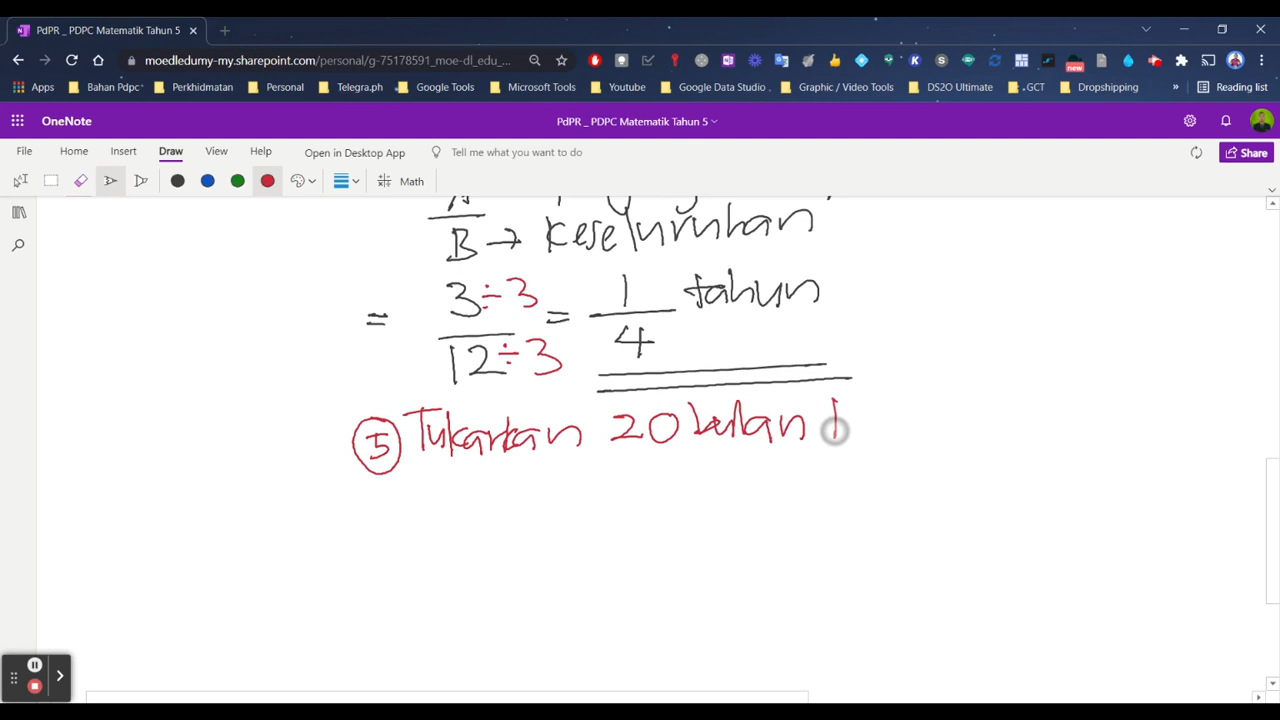 PdPR _ PDPC Matematik Tahun 5
moedledumy-my.sharepoint.com/personal/g-75178591_moe-dl_edu_...
Apps Bahan Pdpc Perkhidmatan Personal Telegra.ph Google Tools Microsoft Tools Youtube Google Data Studio Graphic / Video Tools DS2O Ultimate GCT Dropshipping » Reading list
new
OneNote PdPR _ PDPC Matematik Tahun 5
File Home Insert Draw View Help Open in Desktop App Tell me what you want to do Share
Math
B → keseluruhan
= 3÷3 / 12÷3 = 1/4 tahun
5 Tukarkan 20 bulan